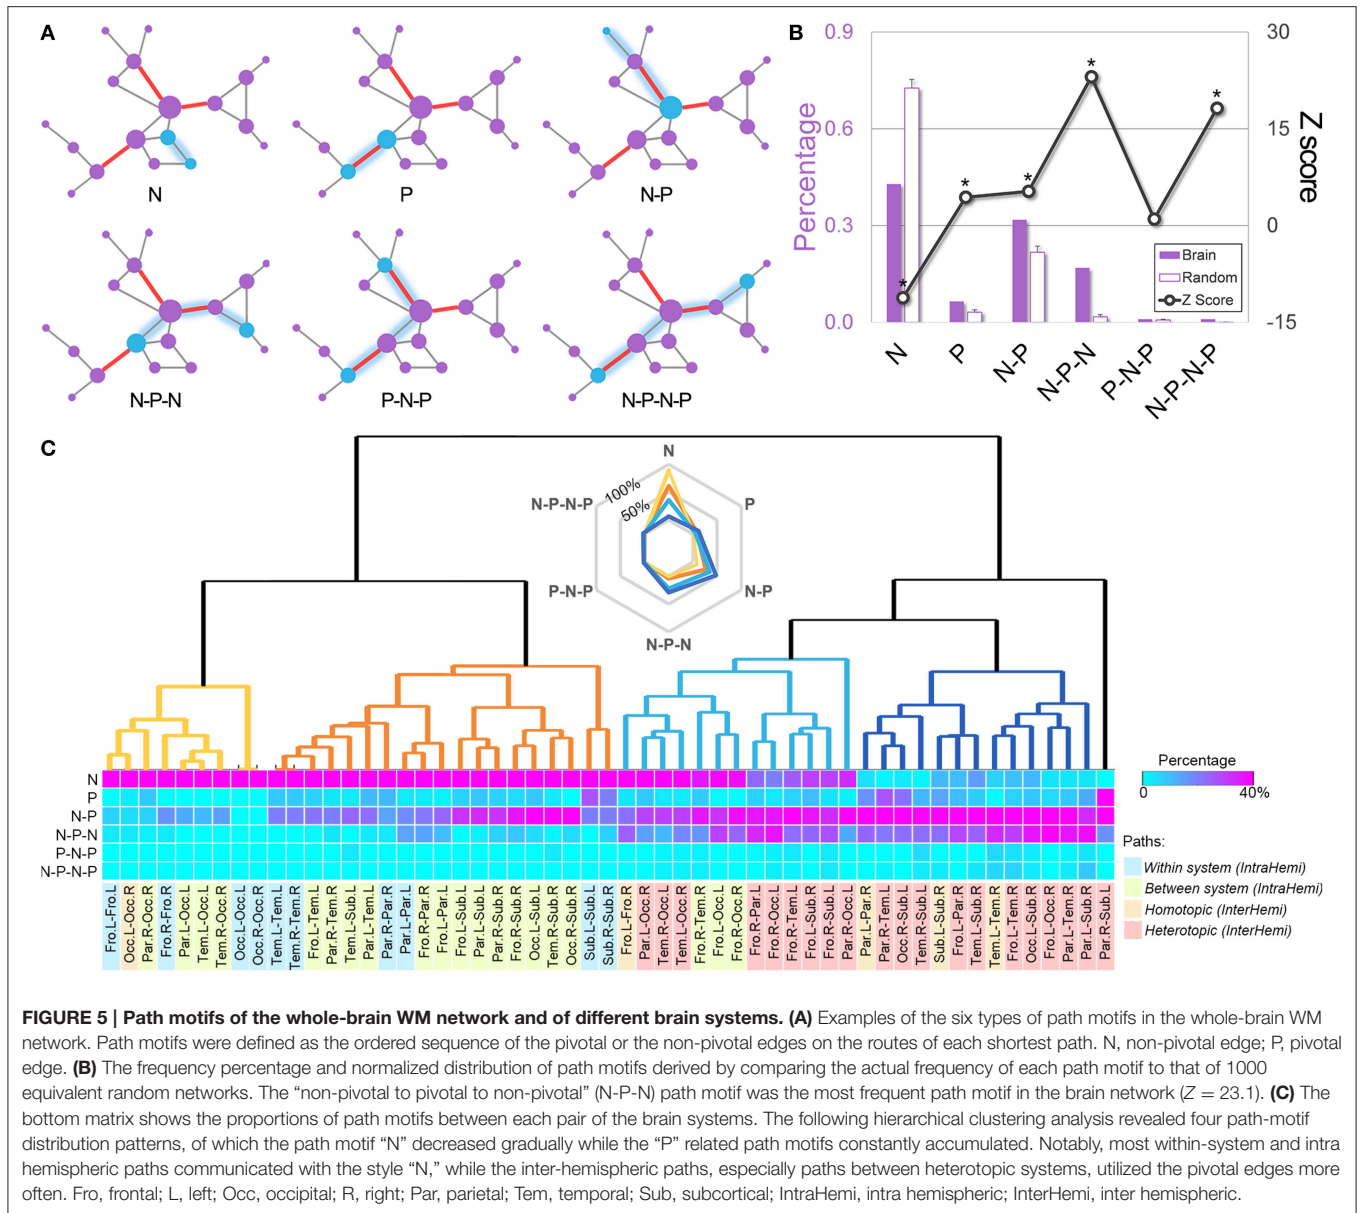 A
N
P
N-P
N-P-N
P-N-P
N-P-N-P
B
0.9
0.6
0.3
0.0
Percentage
30
15
0
-15
Z score
*
*
*
*
*
Brain
Random
Z Score
N
P
N-P
N-P-N
P-N-P
N-P-N-P
C
N
P
N-P
N-P-N
P-N-P
N-P-N-P
100%
50%
N
P
N-P
N-P-N
P-N-P
N-P-N-P
Percentage
0 40%
Paths:
Within system (IntraHemi)
Between system (IntraHemi)
Homotopic (InterHemi)
Heterotopic (InterHemi)
Fro.L-Fro.L
Occ.L-Occ.R
Par.R-Occ.R
Fro.R-Fro.R
Par.L-Occ.L
Tem.L-Occ.L
Tem.R-Occ.R
Occ.L-Occ.L
Occ.R-Occ.R
Tem.L-Tem.L
Tem.R-Tem.R
Fro.L-Tem.L
Par.R-Tem.R
Tem.L-Sub.L
Par.L-Tem.L
Par.R-Par.R
Par.L-Par.L
Fro.R-Par.R
Fro.L-Par.L
Fro.L-Sub.L
Par.L-Sub.L
Par.R-Sub.R
Fro.R-Sub.R
Occ.L-Sub.L
Tem.R-Sub.R
Occ.R-Sub.R
Sub.L-Sub.L
Sub.R-Sub.R
Fro.L-Fro.R
Par.L-Occ.R
Tem.R-Occ.L
Tem.L-Occ.R
Fro.R-Tem.R
Fro.L-Occ.L
Fro.R-Occ.R
Fro.R-Par.L
Fro.R-Occ.L
Fro.R-Sub.L
Fro.L-Sub.R
Par.R-Occ.L
Par.L-Par.R
Par.R-Tem.L
Occ.R-Sub.L
Tem.R-Sub.L
Sub.L-Sub.R
Fro.L-Par.R
Tem.L-Sub.R
Tem.L-Tem.R
Fro.L-Tem.R
Occ.L-Sub.R
Fro.L-Occ.R
Par.L-Tem.R
Par.L-Sub.R
Par.R-Sub.L
FIGURE 5 | Path motifs of the whole-brain WM network and of different brain systems. (A) Examples of the six types of path motifs in the whole-brain WM
network. Path motifs were defined as the ordered sequence of the pivotal or the non-pivotal edges on the routes of each shortest path. N, non-pivotal edge; P, pivotal
edge. (B) The frequency percentage and normalized distribution of path motifs derived by comparing the actual frequency of each path motif to that of 1000
equivalent random networks. The “non-pivotal to pivotal to non-pivotal” (N-P-N) path motif was the most frequent path motif in the brain network (Z = 23.1). (C) The
bottom matrix shows the proportions of path motifs between each pair of the brain systems. The following hierarchical clustering analysis revealed four path-motif
distribution patterns, of which the path motif “N” decreased gradually while the “P” related path motifs constantly accumulated. Notably, most within-system and intra
hemispheric paths communicated with the style “N,” while the inter-hemispheric paths, especially paths between heterotopic systems, utilized the pivotal edges more
often. Fro, frontal; L, left; Occ, occipital; R, right; Par, parietal; Tem, temporal; Sub, subcortical; IntraHemi, intra hemispheric; InterHemi, inter hemispheric.